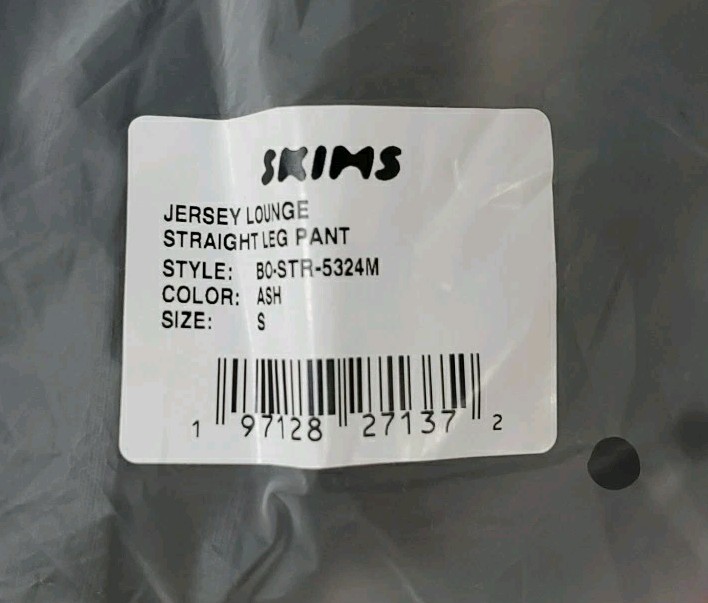 SKIMS
JERSEY LOUNGE
STRAIGHT LEG PANT
STYLE: BO-STR-5324M
COLOR: ASH
SIZE: S
1 97128 27137 2